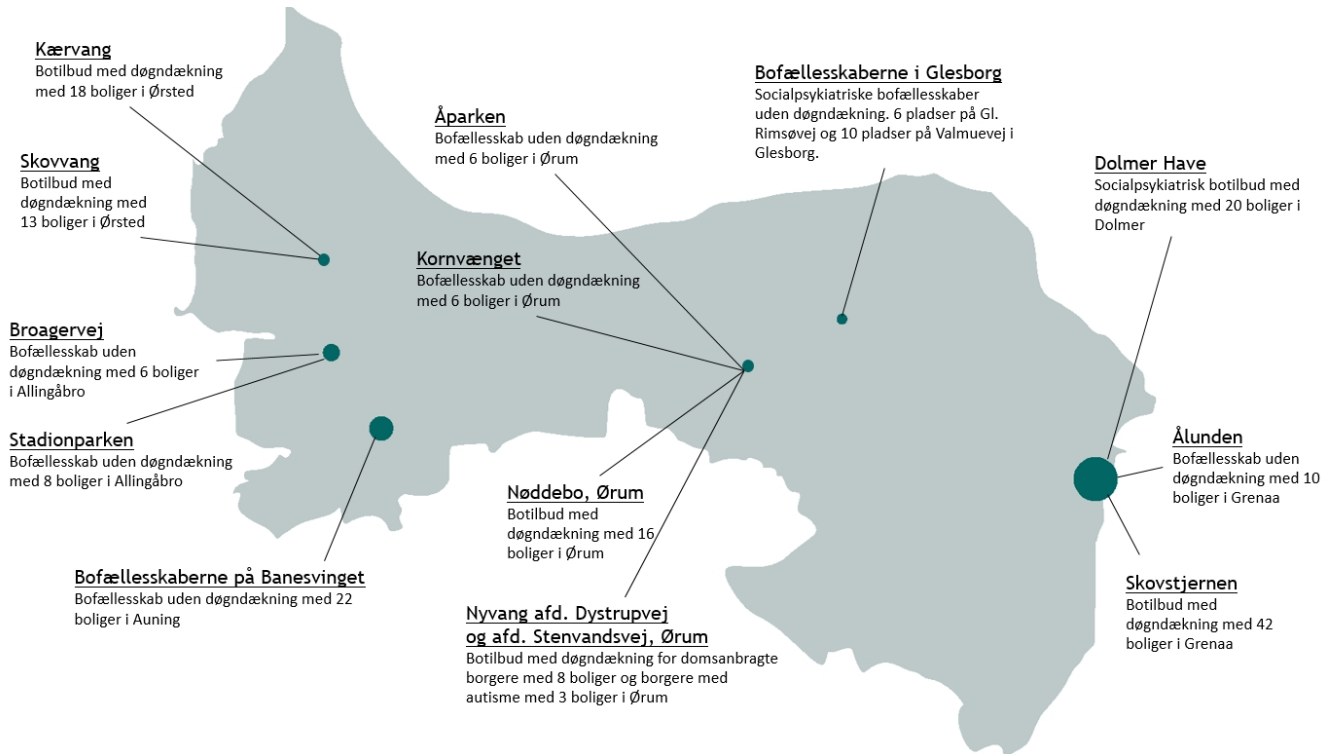 Kærvang
Botilbud med døgndækning
med 18 boliger i Ørsted
Skovvang
Botilbud med
døgndækning med
13 boliger i Ørsted
Broagervej
Bofællesskab uden
døgndækning med 6 boliger
i Allingåbro
Stadionparken
Bofællesskab uden døgndækning
med 8 boliger i Allingåbro
Bofællesskaberne på Banesvinget
Bofællesskab uden døgndækning med 22
boliger i Auning
Åparken
Bofællesskab uden døgndækning
med 6 boliger i Ørum
Kornvænget
Bofællesskab uden døgndækning
med 6 boliger i Ørum
Nøddebo, Ørum
Botilbud med
døgndækning med 16
boliger i Ørum
Nyvang afd. Dystrupvej
og afd. Stenvandsvej, Ørum
Botilbud med døgndækning for domsanbragte
borgere med 8 boliger og borgere med
autisme med 3 boliger i Ørum
Bofællesskaberne i Glesborg
Socialpsykiatriske bofællesskaber
uden døgndækning. 6 pladser på Gl.
Rimsøvej og 10 pladser på Valmuevej i
Glesborg.
Dolmer Have
Socialpsykiatrisk botilbud med
døgndækning med 20 boliger i
Dolmer
Ålunden
Bofællesskab uden
døgndækning med 10
boliger i Grenaa
Skovstjernen
Botilbud med
døgndækning med 42
boliger i Grenaa